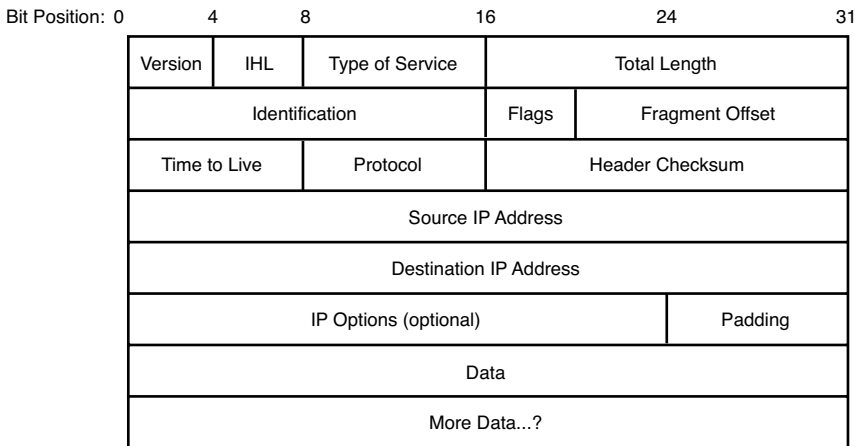 Bit Position: 0 4 8 16 24 31
Version IHL Type of Service Total Length
Identification Flags Fragment Offset
Time to Live Protocol Header Checksum
Source IP Address
Destination IP Address
IP Options (optional) Padding
Data
More Data...?